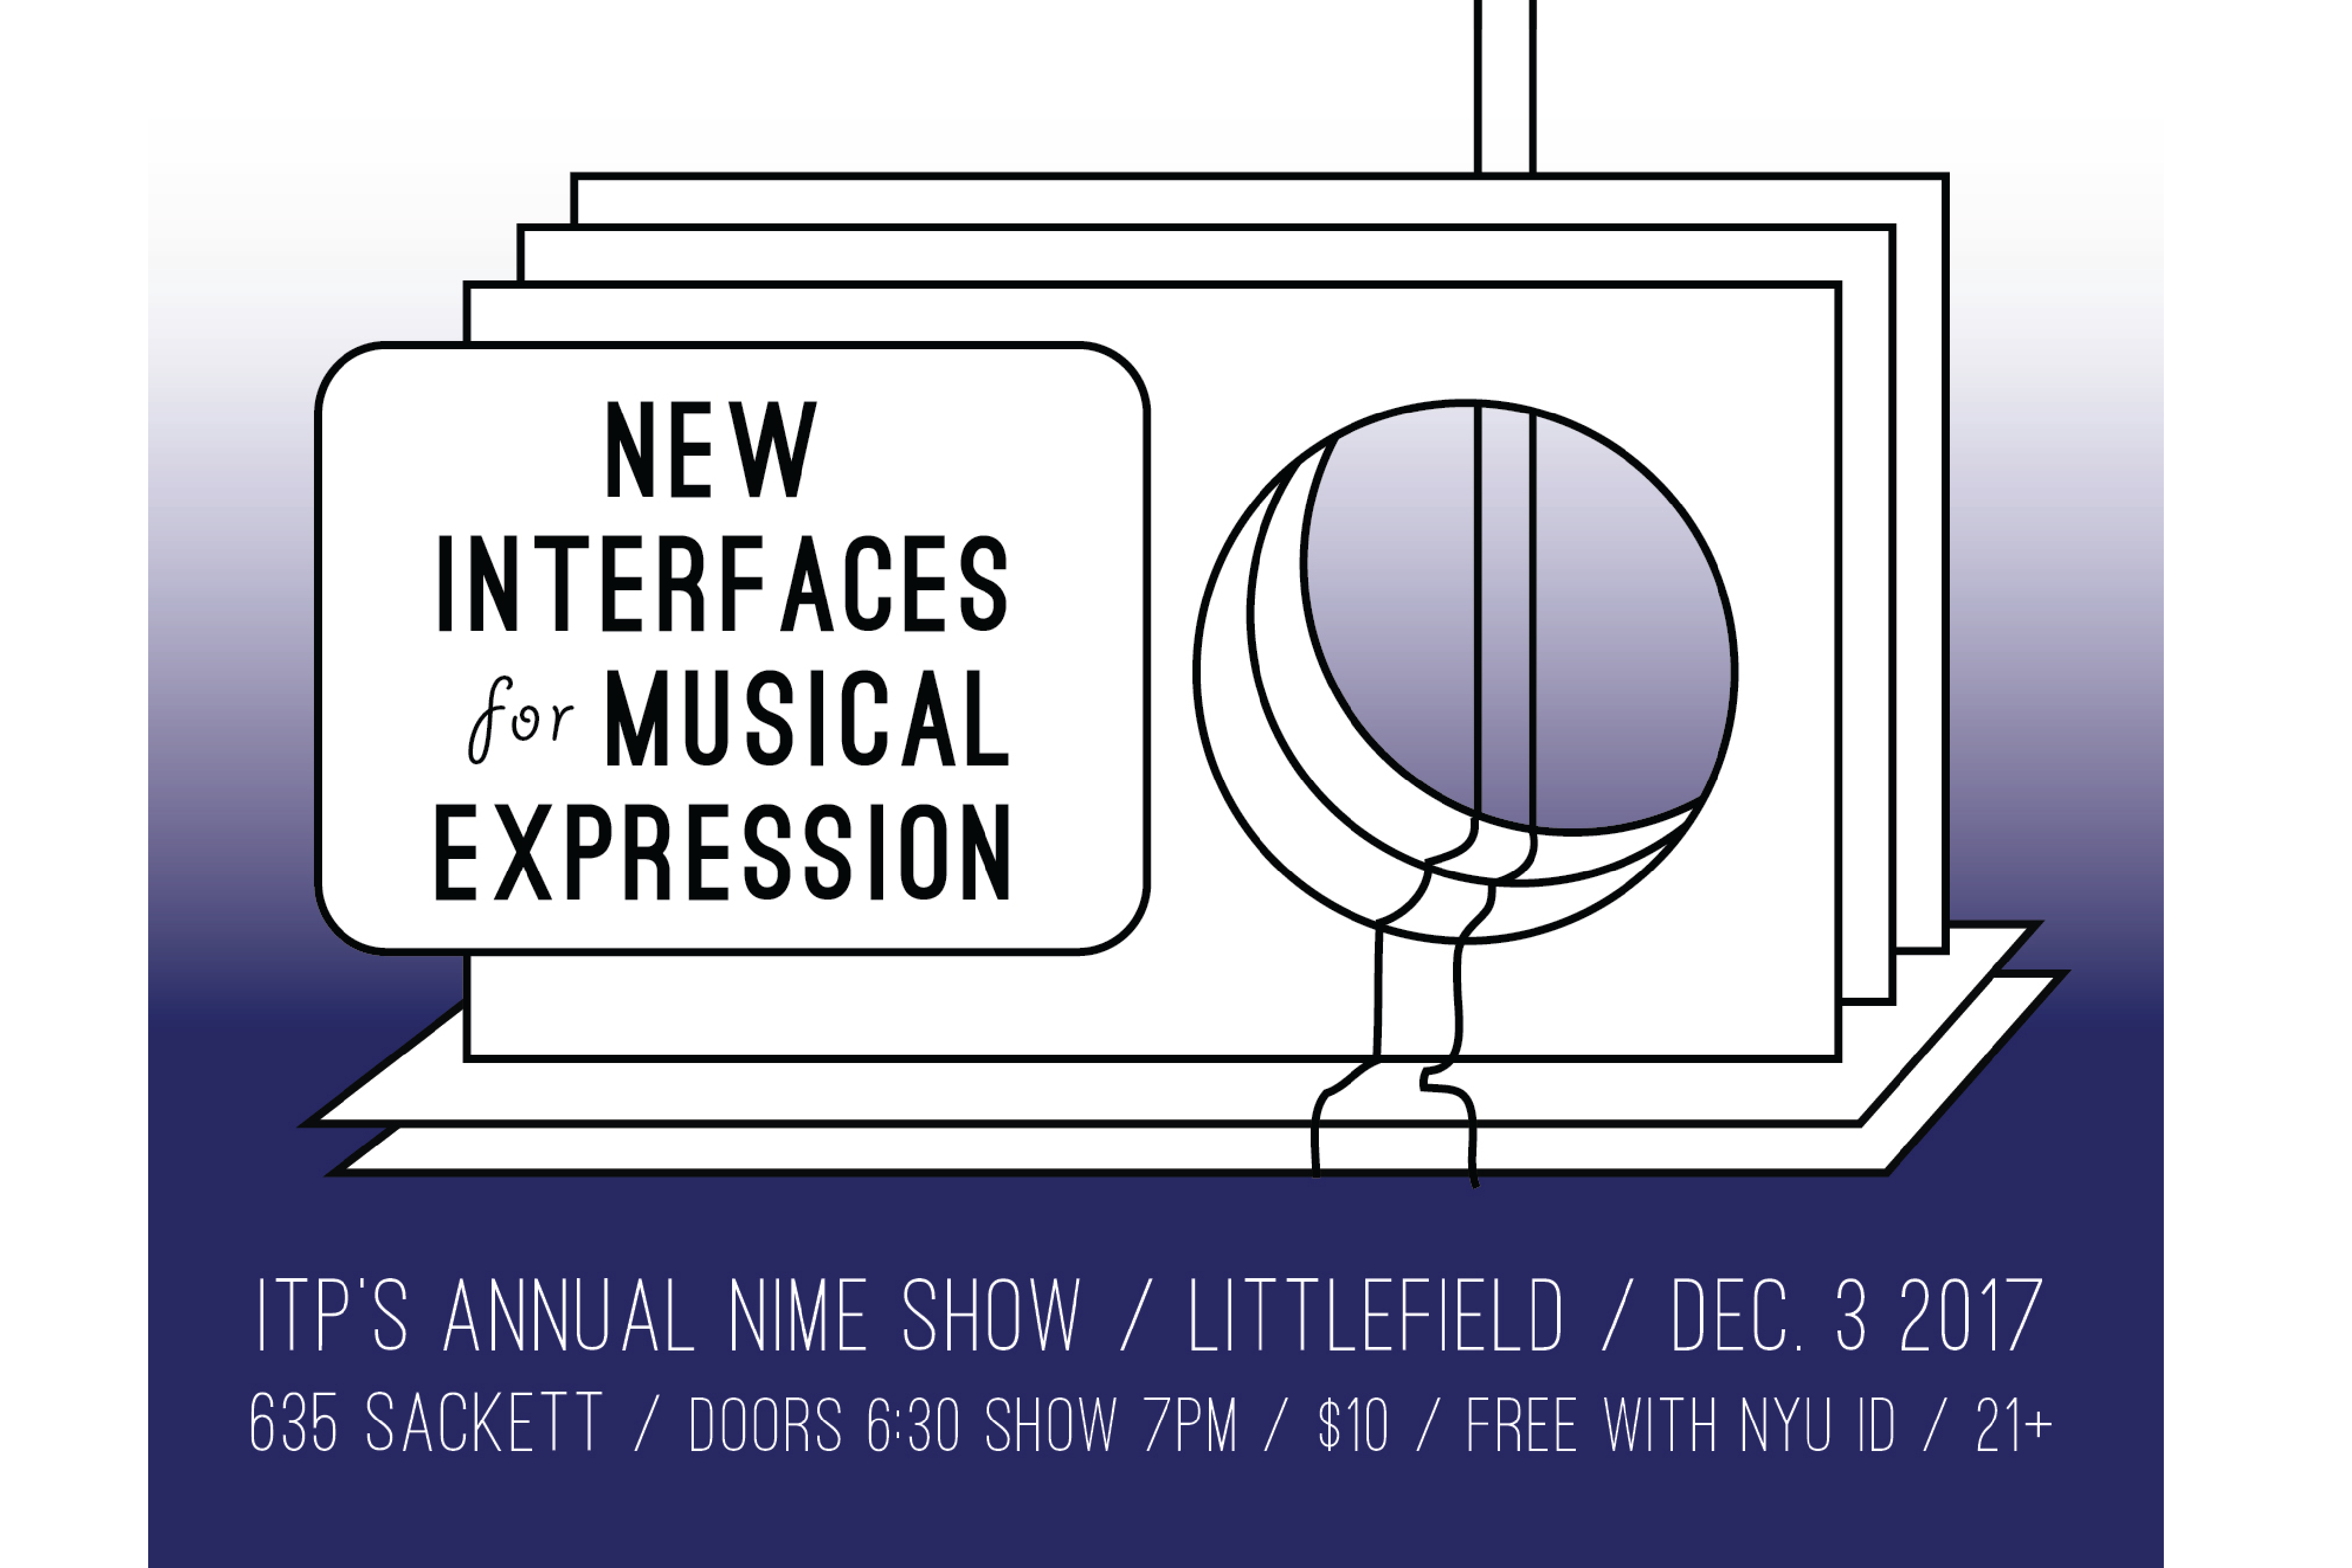 NEW
INTERFACES
for MUSICAL
EXPRESSION
ITP'S ANNUAL NIME SHOW / LITTLEFIELD / DEC. 3 2017
635 SACKETT / DOORS 6:30 SHOW 7PM / $10 / FREE WITH NYU ID / 21+